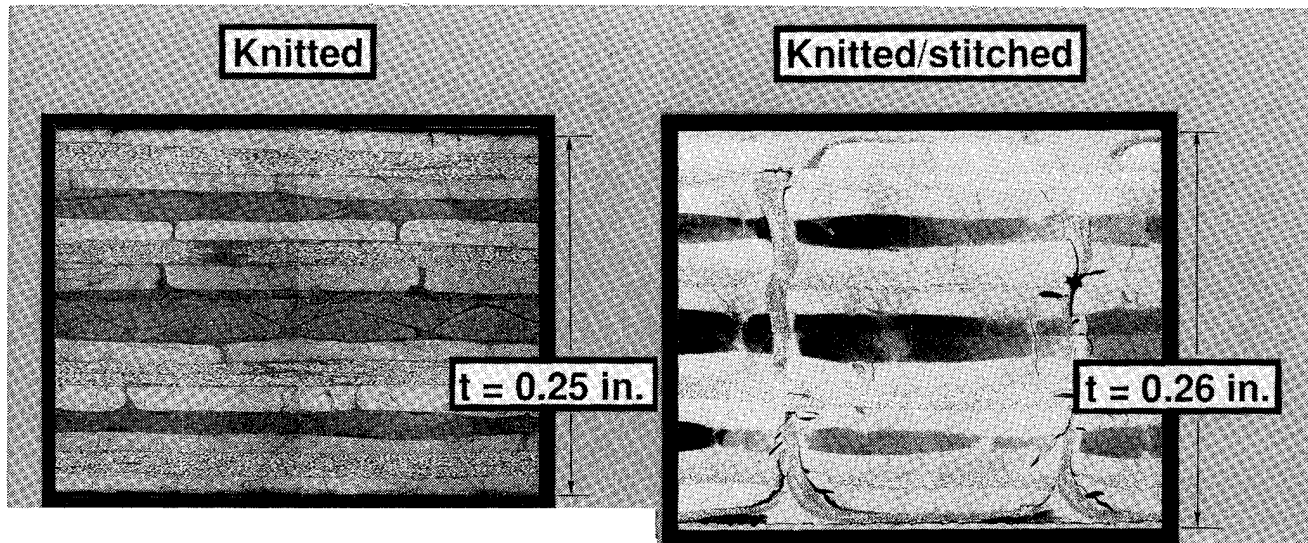 Knitted
Knitted/stitched
t = 0.25 in.
t = 0.26 in.